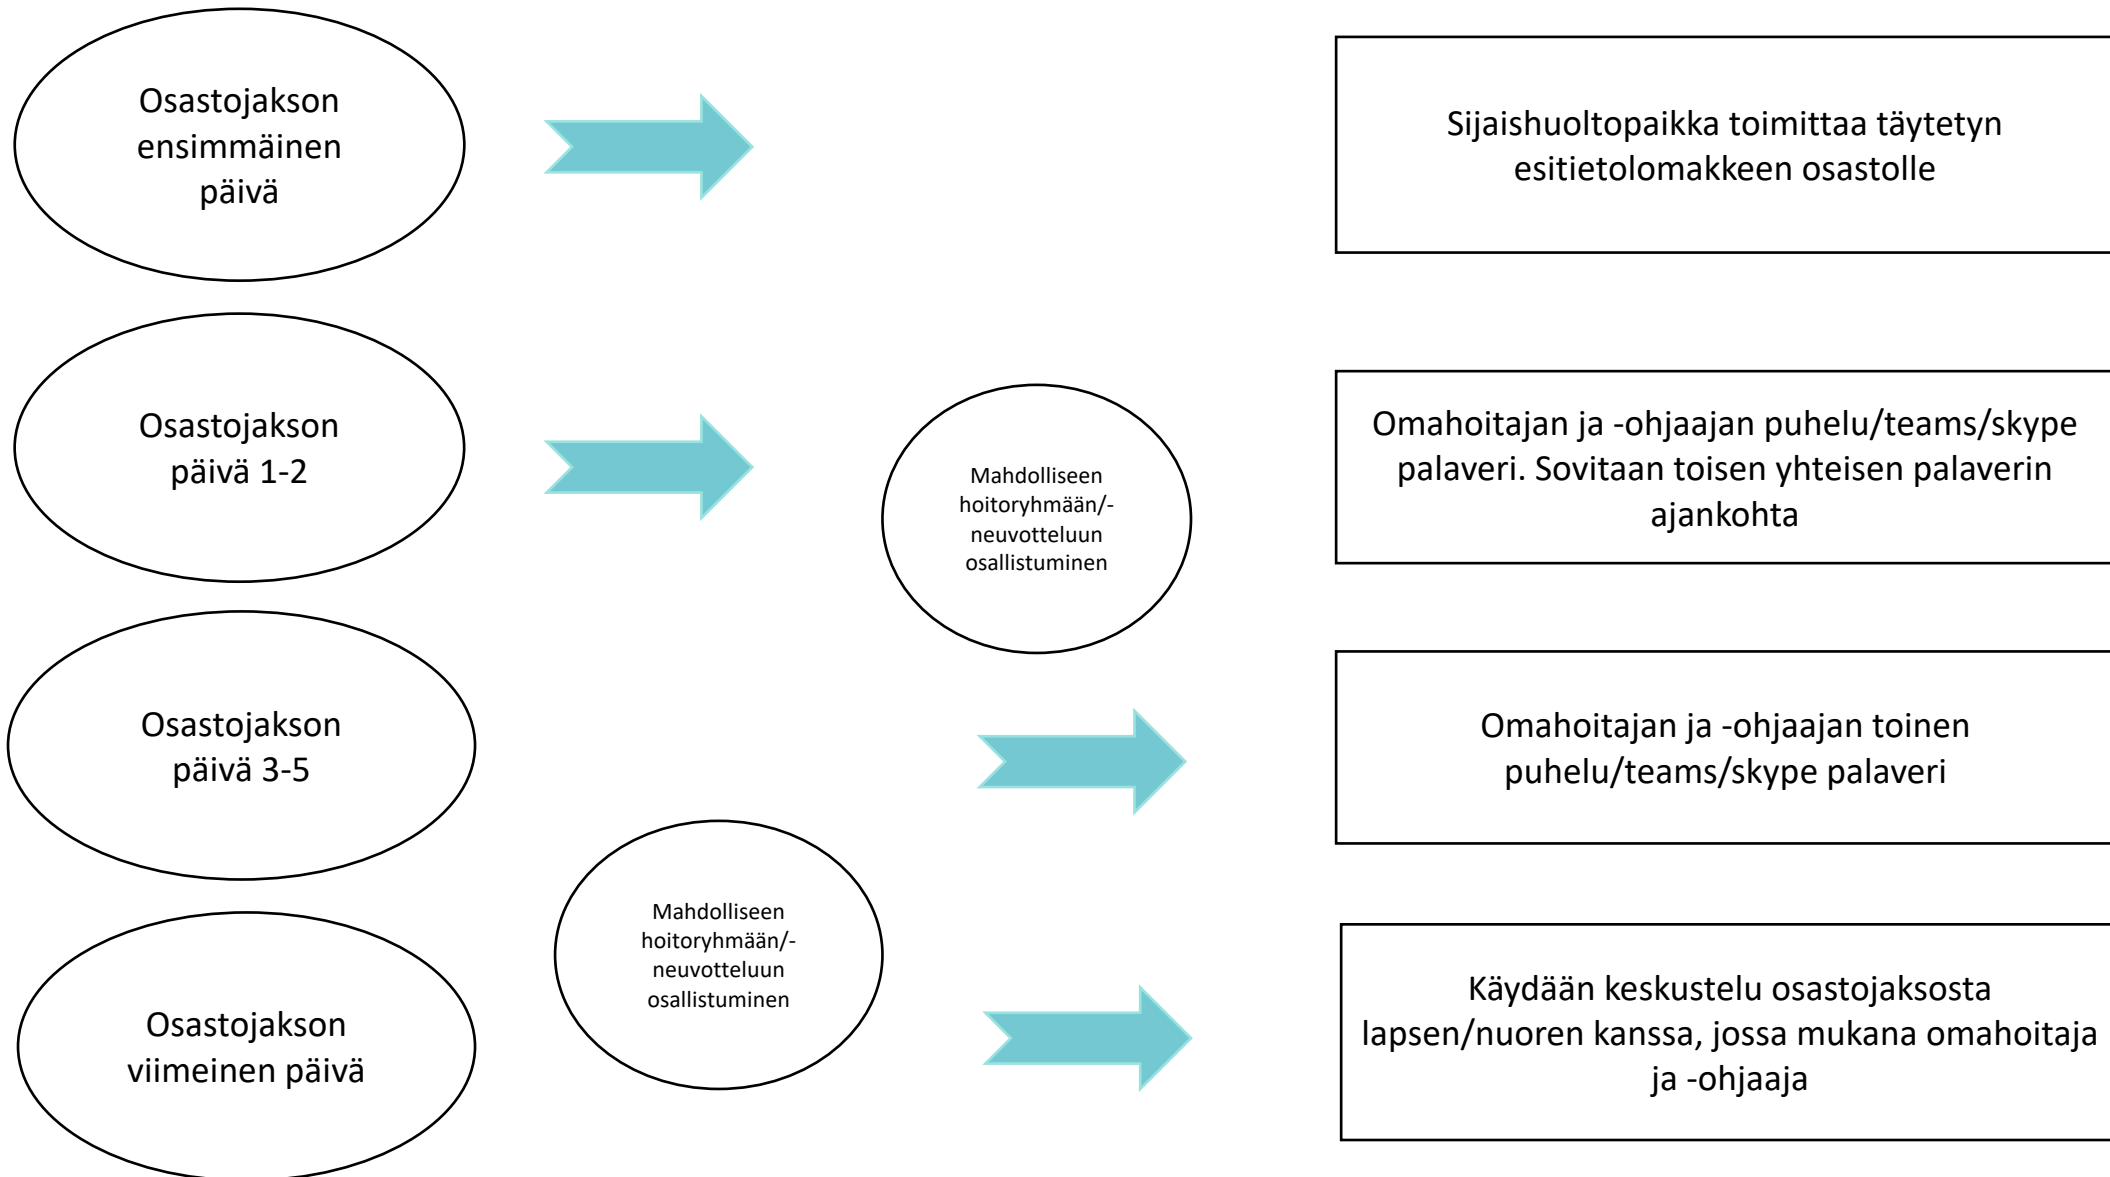 Osastojakson
ensimmäinen
päivä
Sijaishuoltopaikka toimittaa täytetyn
esitietolomakkeen osastolle
Osastojakson
päivä 1-2
Mahdolliseen
hoitoryhmään/-
neuvotteluun
osallistuminen
Omahoitajan ja -ohjaajan puhelu/teams/skype
palaveri. Sovitaan toisen yhteisen palaverin
ajankohta
Osastojakson
päivä 3-5
Omahoitajan ja -ohjaajan toinen
puhelu/teams/skype palaveri
Mahdolliseen
hoitoryhmään/-
neuvotteluun
osallistuminen
Osastojakson
viimeinen päivä
Käydään keskustelu osastojaksosta
lapsen/nuoren kanssa, jossa mukana omahoitaja
ja -ohjaaja